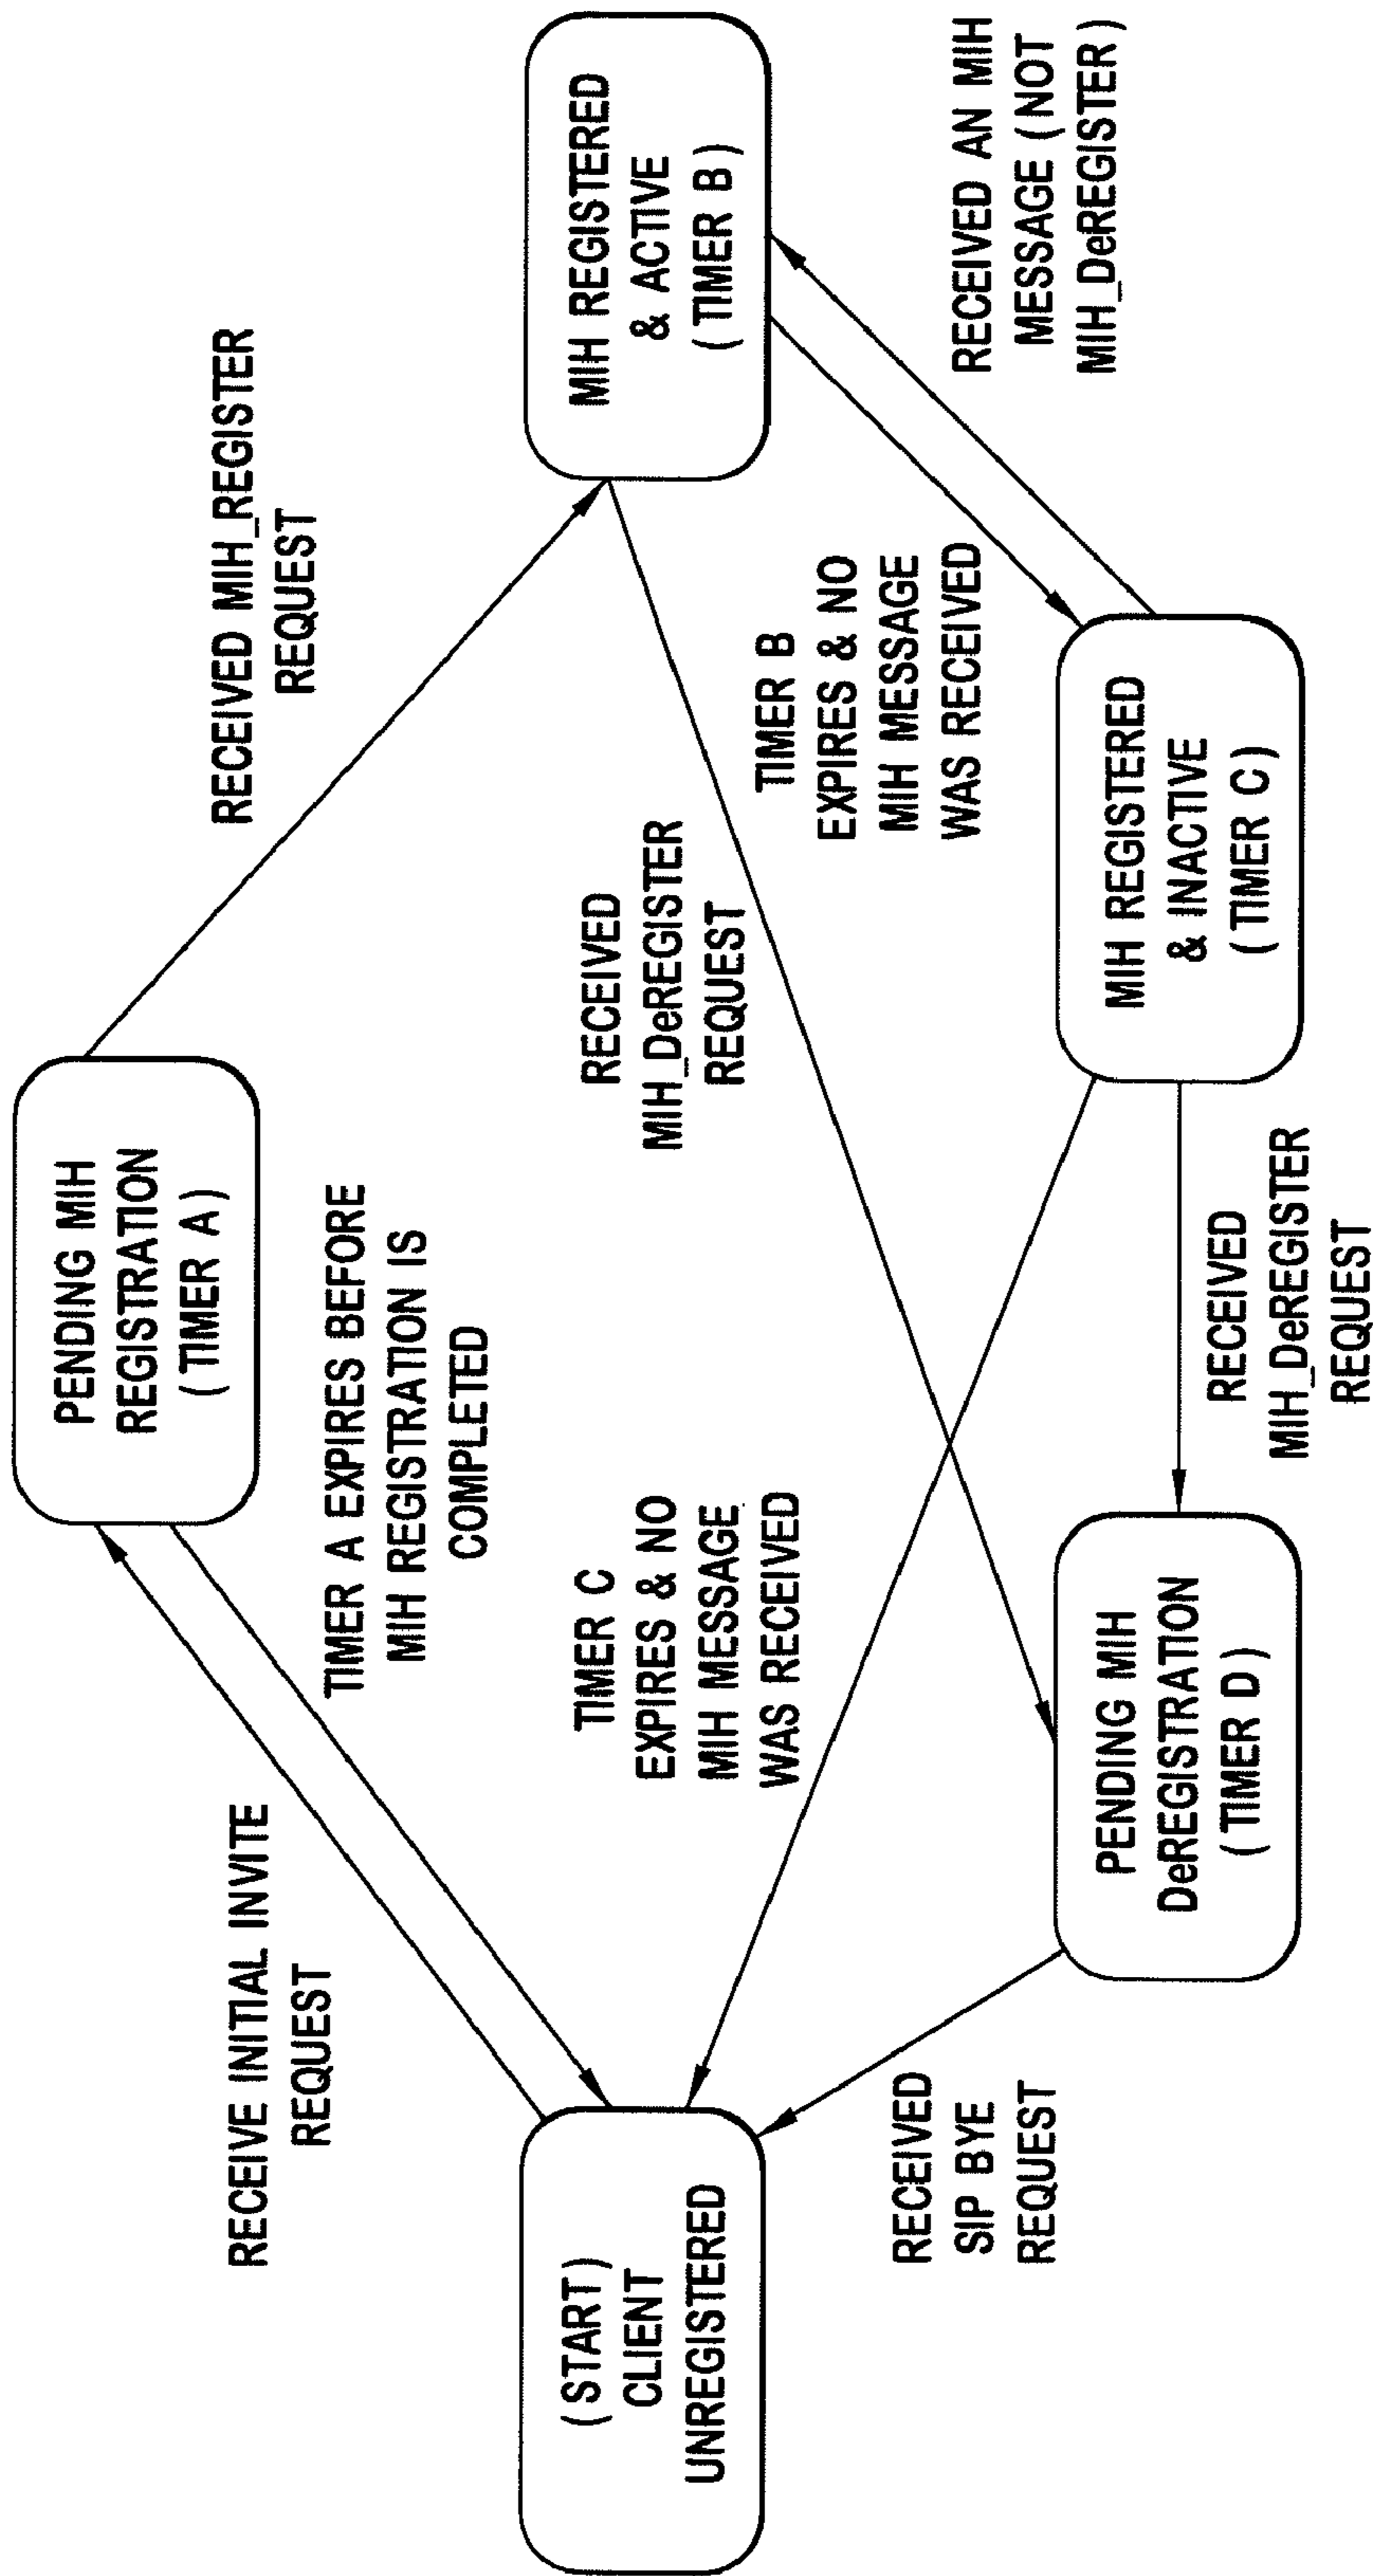 PENDING MIH
REGISTRATION
(TIMER A)
RECEIVE INITIAL INVITE
REQUEST
TIMER A EXPIRES BEFORE
MIH REGISTRATION IS
COMPLETED
RECEIVED MIH_REGISTER
REQUEST
(START)
CLIENT
UNREGISTERED
TIMER C
EXPIRES & NO
MIH MESSAGE
WAS RECEIVED
RECEIVED
MIH_DeREGISTER
REQUEST
MIH REGISTERED
& ACTIVE
(TIMER B)
TIMER B
EXPIRES & NO
MIH MESSAGE
WAS RECEIVED
RECEIVED AN MIH
MESSAGE (NOT
MIH_DeREGISTER)
RECEIVED
SIP BYE
REQUEST
PENDING MIH
DeREGISTRATION
(TIMER D)
RECEIVED
MIH_DeREGISTER
REQUEST
MIH REGISTERED
& INACTIVE
(TIMER C)